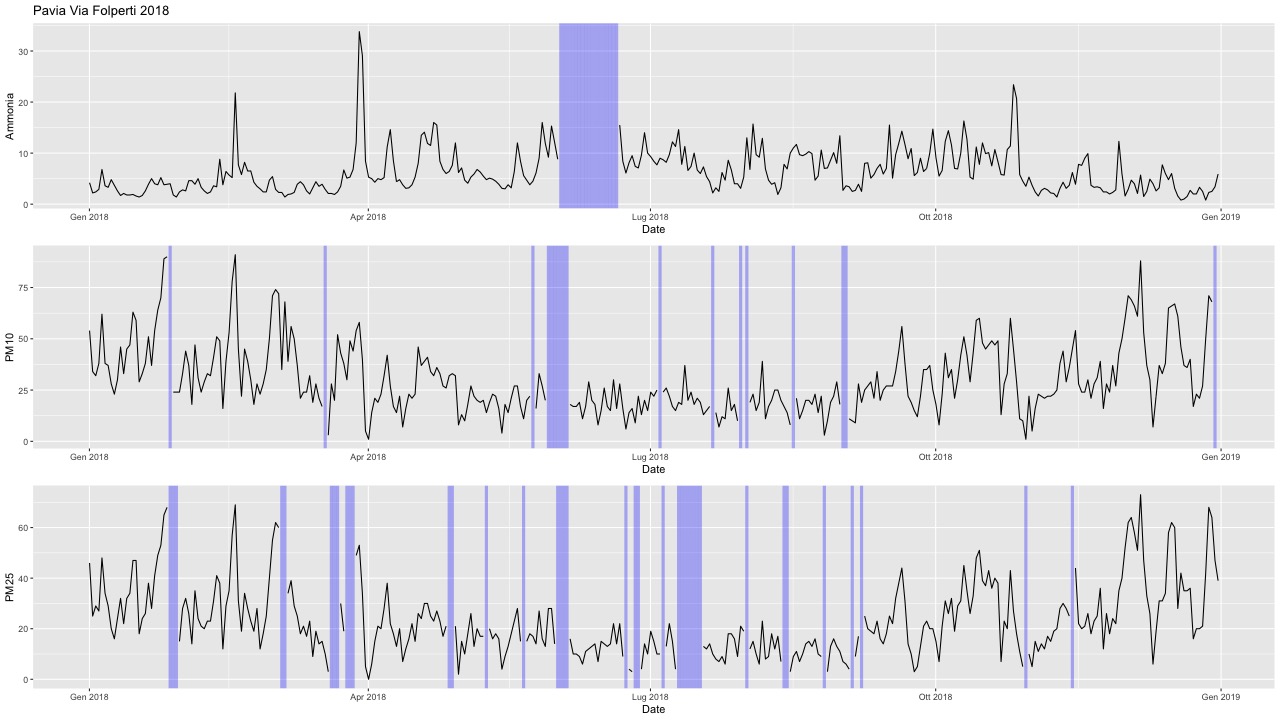 Pavia Via Folperti 2018
30
20
10
0
Ammonia
Gen 2018 Apr 2018 Lug 2018 Ott 2018 Gen 2019
Date
75
50
25
0
PM10
Gen 2018 Apr 2018 Lug 2018 Ott 2018 Gen 2019
Date
60
40
20
0
PM25
Gen 2018 Apr 2018 Lug 2018 Ott 2018 Gen 2019
Date